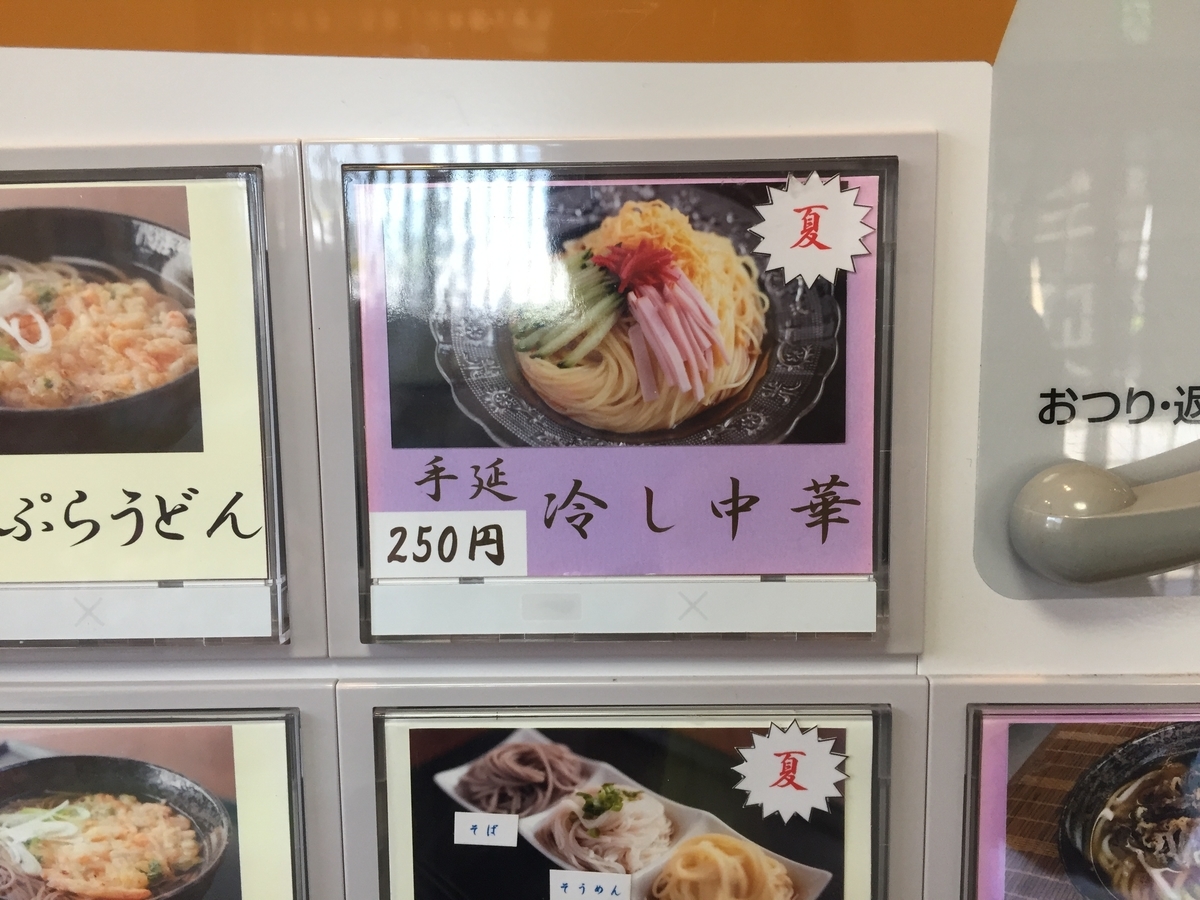 夏
手延
冷し中華
250円
ぷらうどん
おつり・返
夏
そば
そうめん